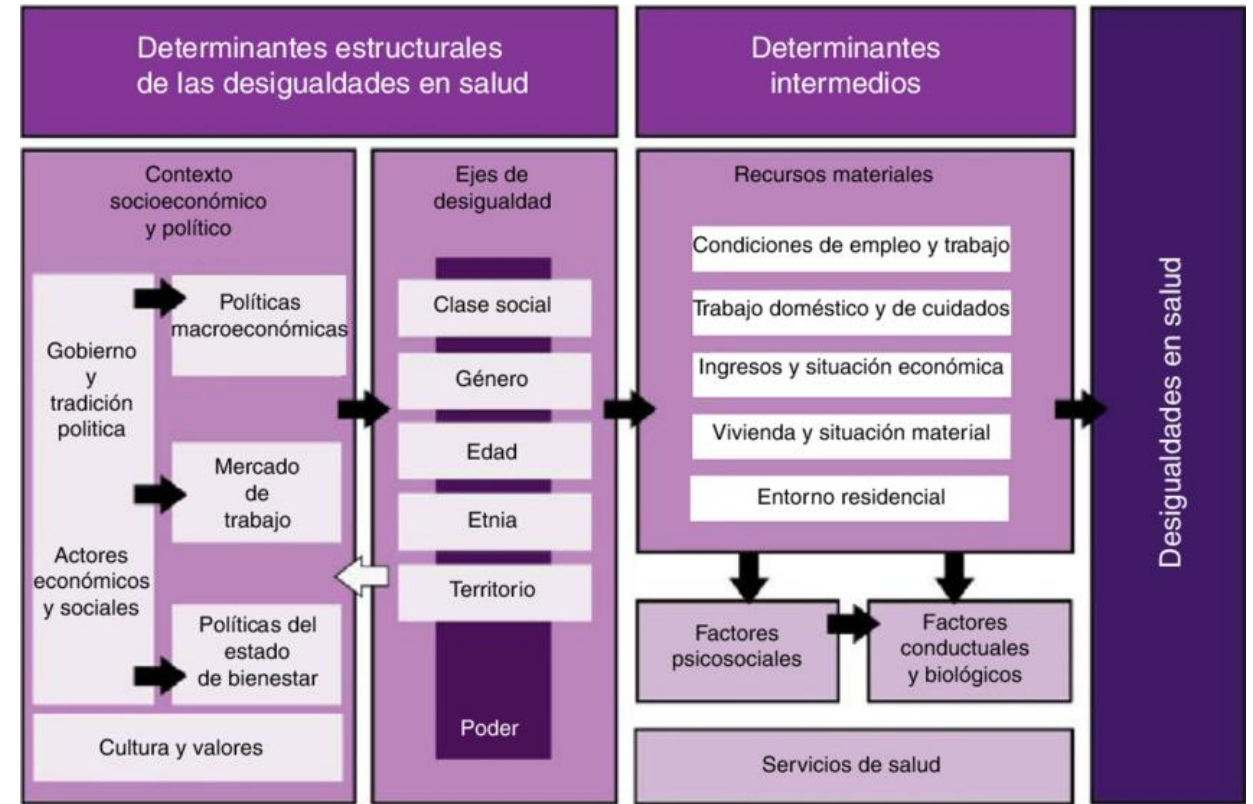 Determinantes estructurales
de las desigualdades en salud
Determinantes
intermedios
Contexto
socioeconómico
y político
Gobierno
y
tradición
politica
Actores
económicos
y sociales
Políticas
macroeconómicas
Mercado
de
trabajo
Políticas del
estado
de bienestar
Cultura y valores
Ejes de
desigualdad
Clase social
Género
Edad
Etnia
Territorio
Poder
Recursos materiales
Condiciones de empleo y trabajo
Trabajo doméstico y de cuidados
Ingresos y situación económica
Vivienda y situación material
Entorno residencial
Factores
psicosociales
Factores
conductuales
y biológicos
Servicios de salud
Desigualdades en salud